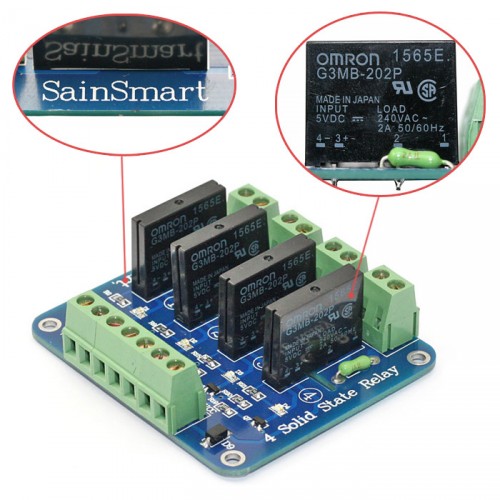 SainSmart
SainSmart
OMRON 1565E
G3MB-202P
MADE IN JAPAN
INPUT LOAD
5VDC ⎓ 240VAC ~
2A 50/60Hz
4- 3+ 2 1
OMRON 1565E
G3MB-202P
OMRON 1565E
G3MB-202P
OMRON 1565E
G3MB-202P
OMRON 1565E
G3MB-202P
4 Solid State Relay